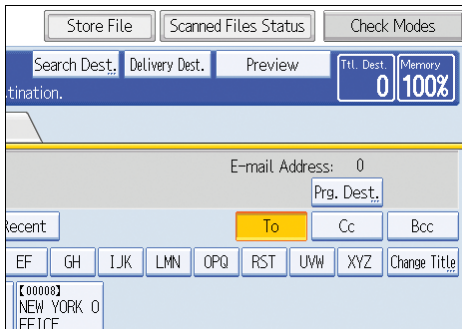 Store File Scanned Files Status Check Modes
Search Dest. Delivery Dest. Preview Ttl. Dest. Memory
tination. 0 100%
E-mail Address: 0
Prg. Dest.
Recent To Cc Bcc
EF GH IJK LMN OPQ RST UVW XYZ Change Title
【00008】
NEW YORK O
FFICE